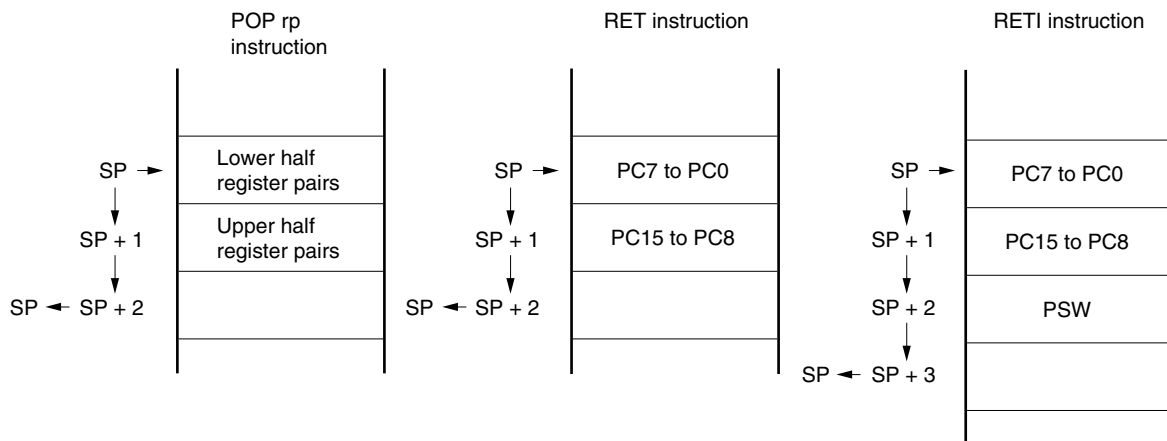 POP rp
instruction
SP
SP + 1
SP
SP + 2
Lower half
register pairs
Upper half
register pairs
RET instruction
SP
SP + 1
SP
SP + 2
PC7 to PC0
PC15 to PC8
RETI instruction
SP
SP + 1
SP + 2
SP
SP + 3
PC7 to PC0
PC15 to PC8
PSW